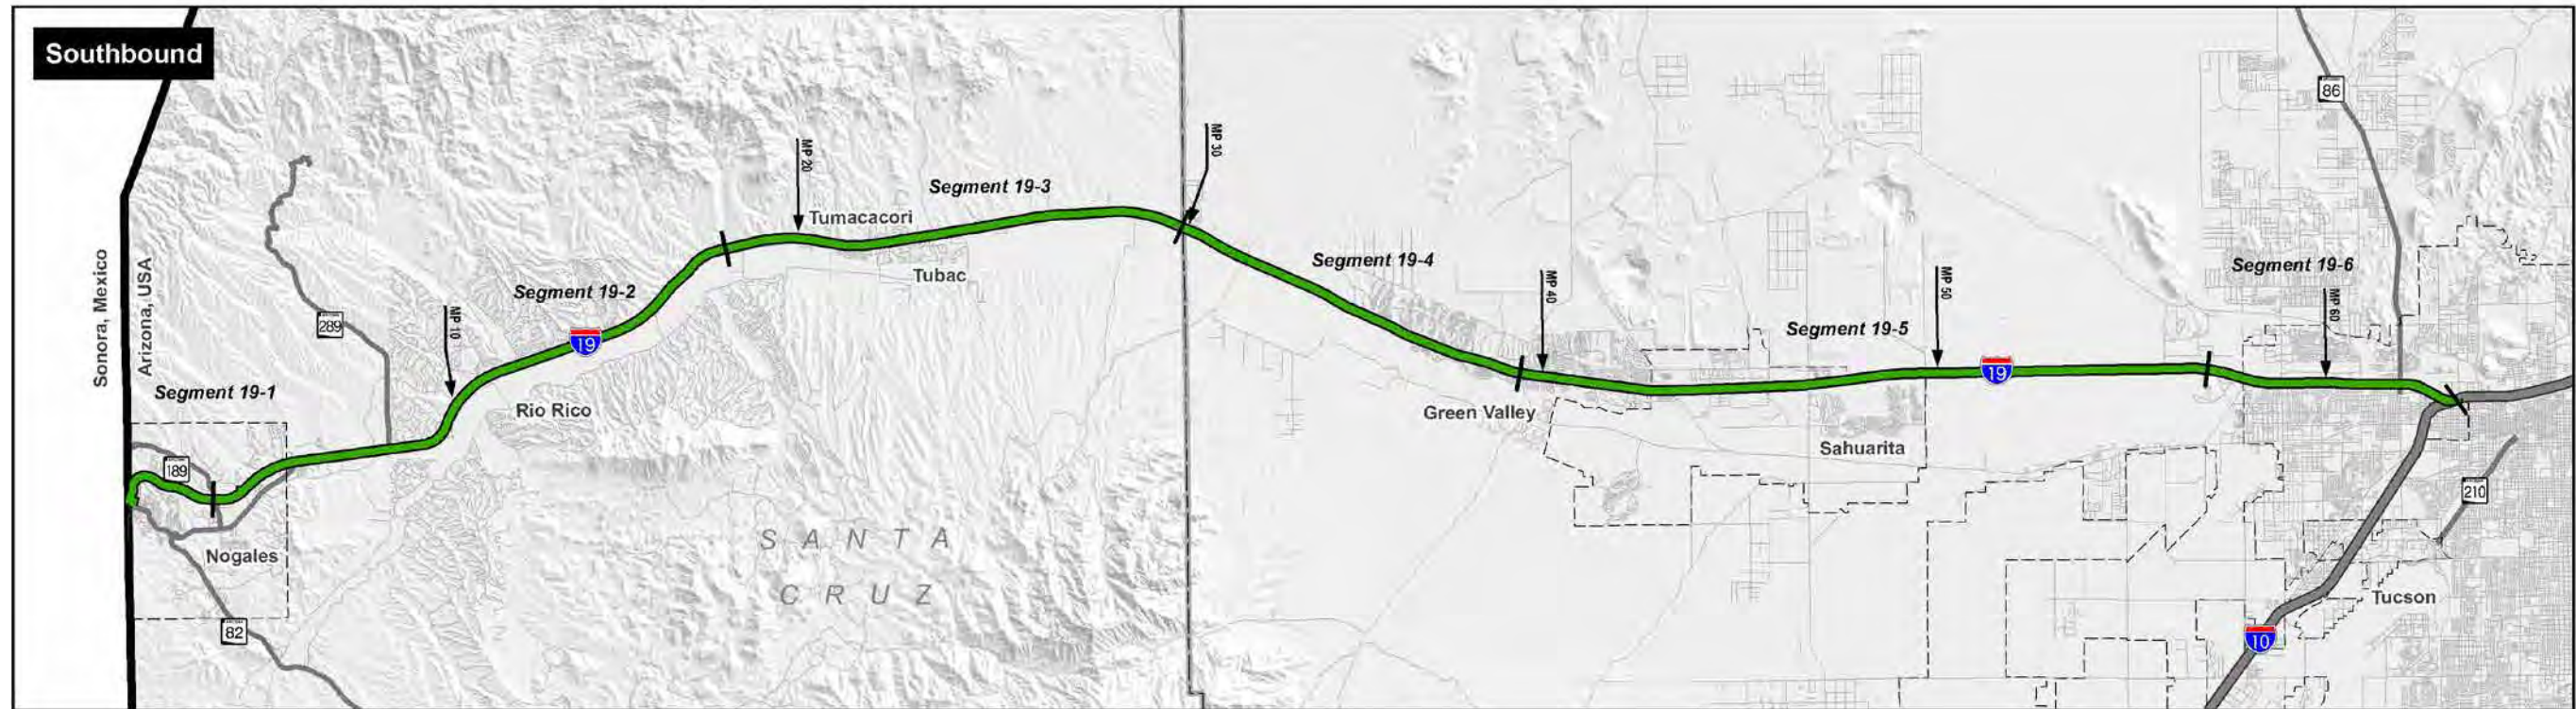 Southbound
Sonora, Mexico
Arizona, USA
Segment 19-1
189
289
82
Nogales
MP 10
Segment 19-2
19
Rio Rico
MP 20
Tumacacori
Tubac
Segment 19-3
SANTA
CRUZ
MP 30
Segment 19-4
Green Valley
MP 40
Segment 19-5
Sahuarita
MP 50
19
Segment 19-6
MP 60
86
210
Tucson
10